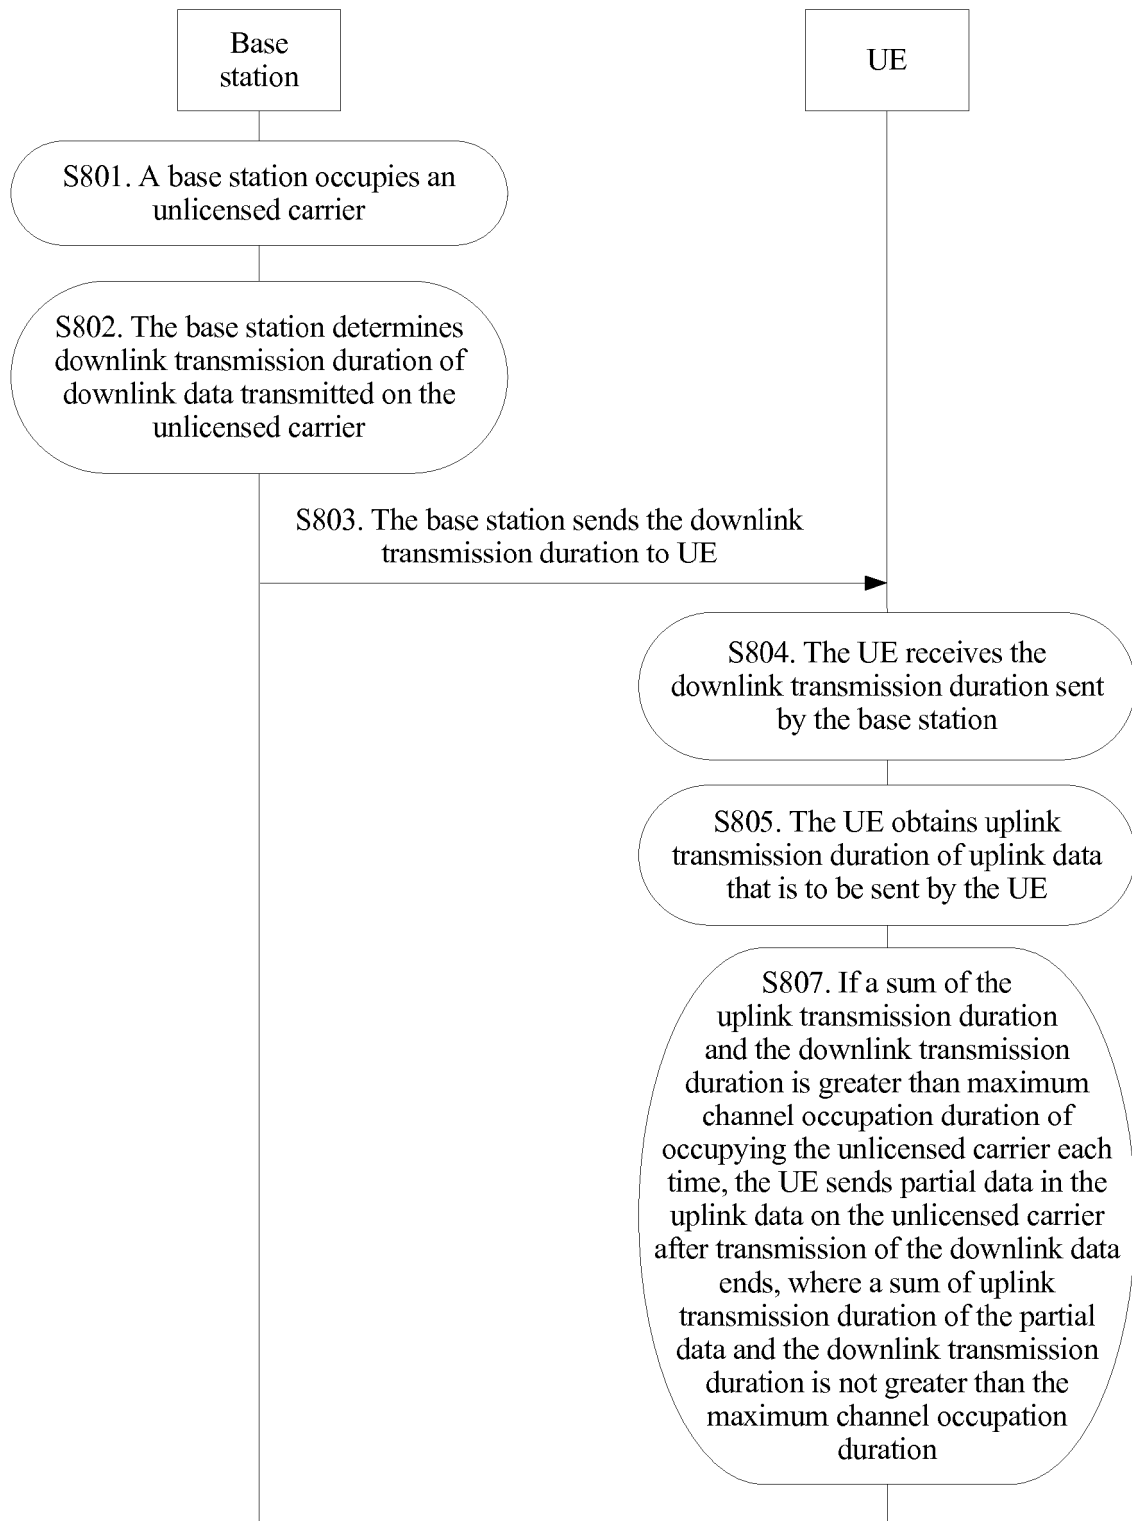 Base
station
UE
S801. A base station occupies an
unlicensed carrier
S802. The base station determines
downlink transmission duration of
downlink data transmitted on the
unlicensed carrier
S803. The base station sends the downlink
transmission duration to UE
S804. The UE receives the
downlink transmission duration sent
by the base station
S805. The UE obtains uplink
transmission duration of uplink data
that is to be sent by the UE
S807. If a sum of the
uplink transmission duration
and the downlink transmission
duration is greater than maximum
channel occupation duration of
occupying the unlicensed carrier each
time, the UE sends partial data in the
uplink data on the unlicensed carrier
after transmission of the downlink data
ends, where a sum of uplink
transmission duration of the partial
data and the downlink transmission
duration is not greater than the
maximum channel occupation
duration